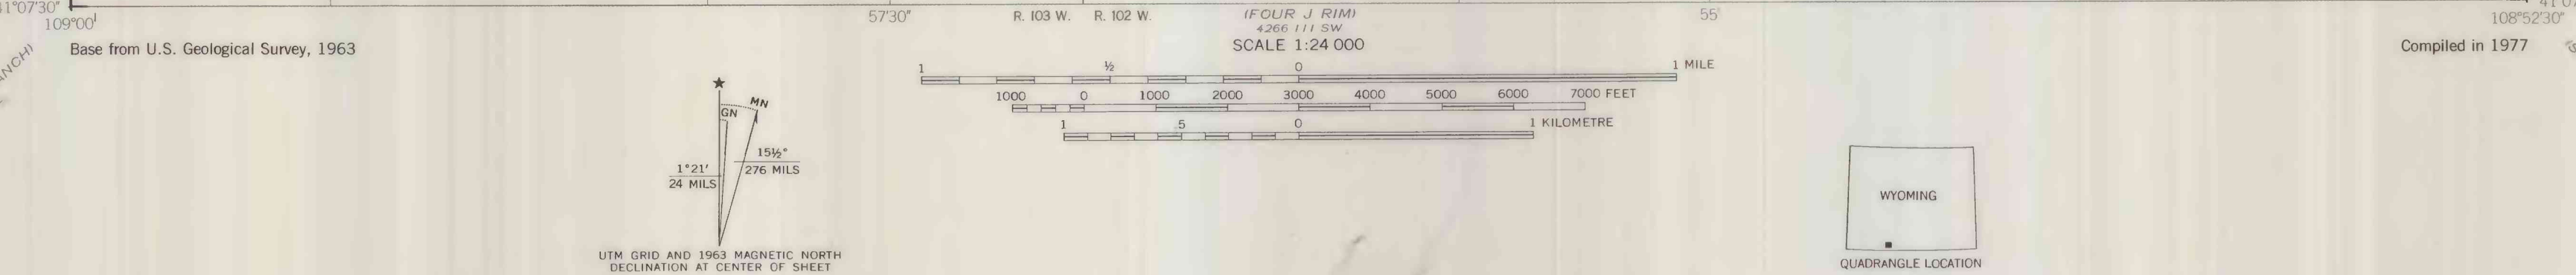 41°07'30"
109°00'
57'30"
R. 103 W. R. 102 W.
(FOUR J RIM)
4266 III SW
55'
108°52'30"
Base from U.S. Geological Survey, 1963
SCALE 1:24 000
Compiled in 1977
1 ½ 0 1 MILE
1000 0 1000 2000 3000 4000 5000 6000 7000 FEET
1 .5 0 1 KILOMETRE
★
GN
MN
1°21'
24 MILS
15½°
276 MILS
UTM GRID AND 1963 MAGNETIC NORTH
DECLINATION AT CENTER OF SHEET
WYOMING
QUADRANGLE LOCATION